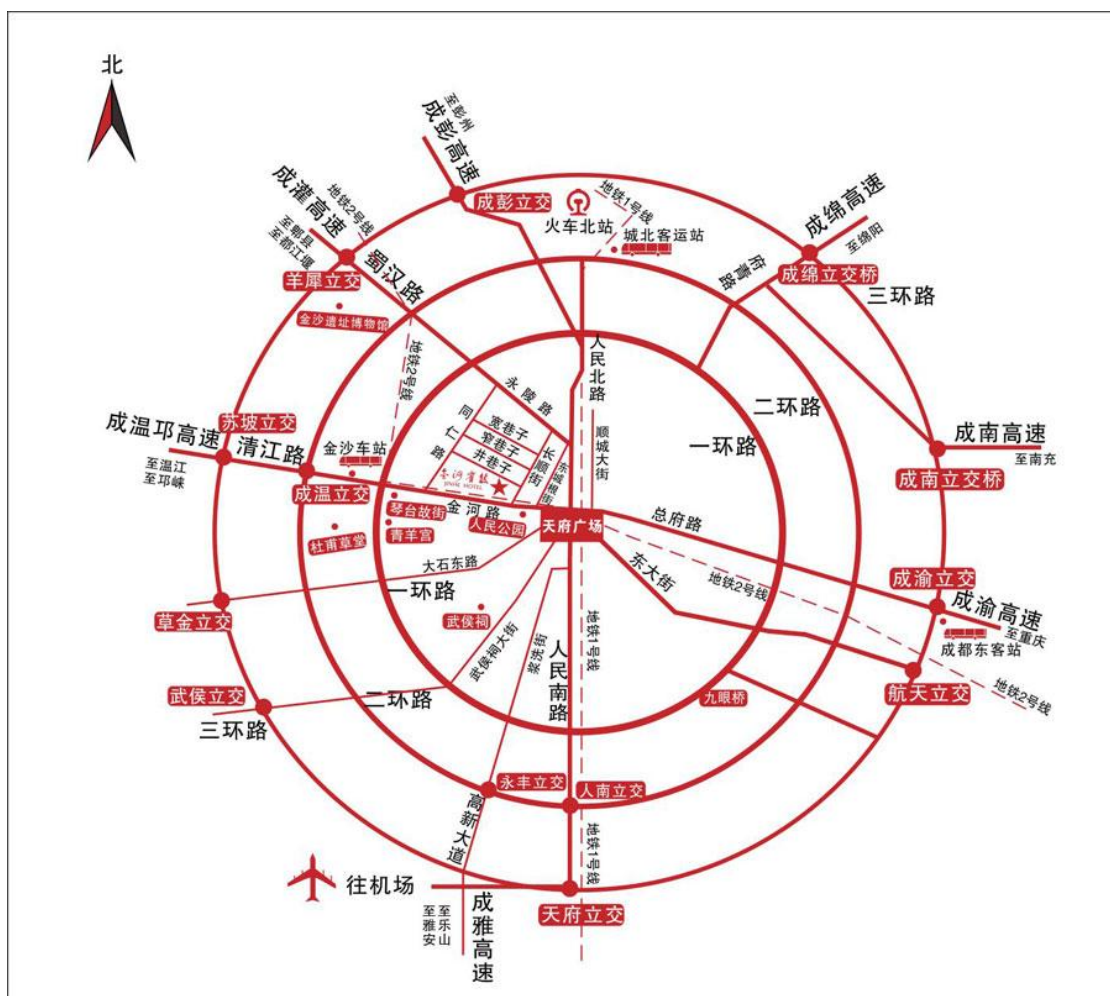 北
至彭州
成彭高速
成灌高速
地铁2号线
至郫县
至都江堰
羊犀立交
蜀汉路
成彭立交
火车北站
地铁1号线
城北客运站
成绵高速
至绵阳
府青路
成绵立交桥
三环路
金沙遗址博物馆
地铁2号线
人民北路
二环路
永陵路
同仁路
宽巷子
窄巷子
井巷子
长顺街
东城根街
顺城大街
一环路
苏坡立交
成温邛高速
清江路
金沙车站
至温江
至邛崃
成温立交
金河宾馆
JINHE HOTEL
成南高速
至南充
成南立交桥
琴台故街
金河路
人民公园
天府广场
总府路
青羊宫
杜甫草堂
大石东路
东大街
地铁2号线
成渝立交
成渝高速
至重庆
成都东客站
一环路
草金立交
武侯祠
武侯祠大街
浆洗街
人民南路
地铁1号线
武侯立交
二环路
三环路
九眼桥
航天立交
地铁2号线
永丰立交
人南立交
高新大道
地铁1号线
往机场
天府立交
成雅高速
至乐山
至雅安